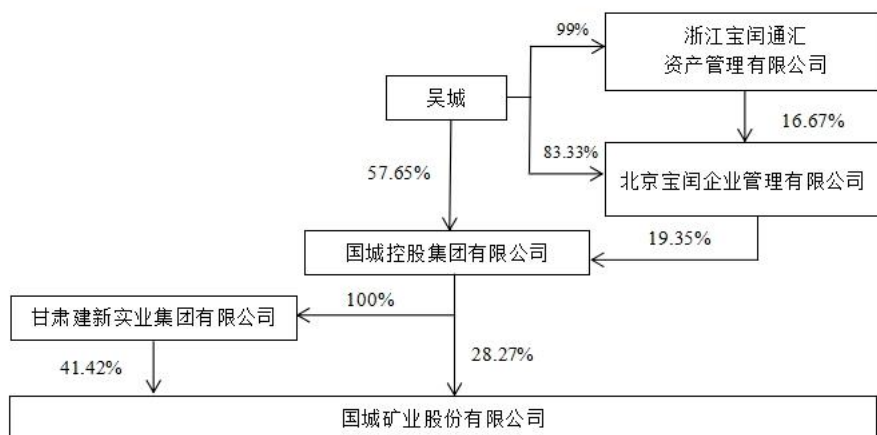 99%
浙江宝闰通汇
资产管理有限公司
吴城
16.67%
83.33%
57.65%
北京宝闰企业管理有限公司
19.35%
国城控股集团有限公司
100%
甘肃建新实业集团有限公司
41.42%
28.27%
国城矿业股份有限公司